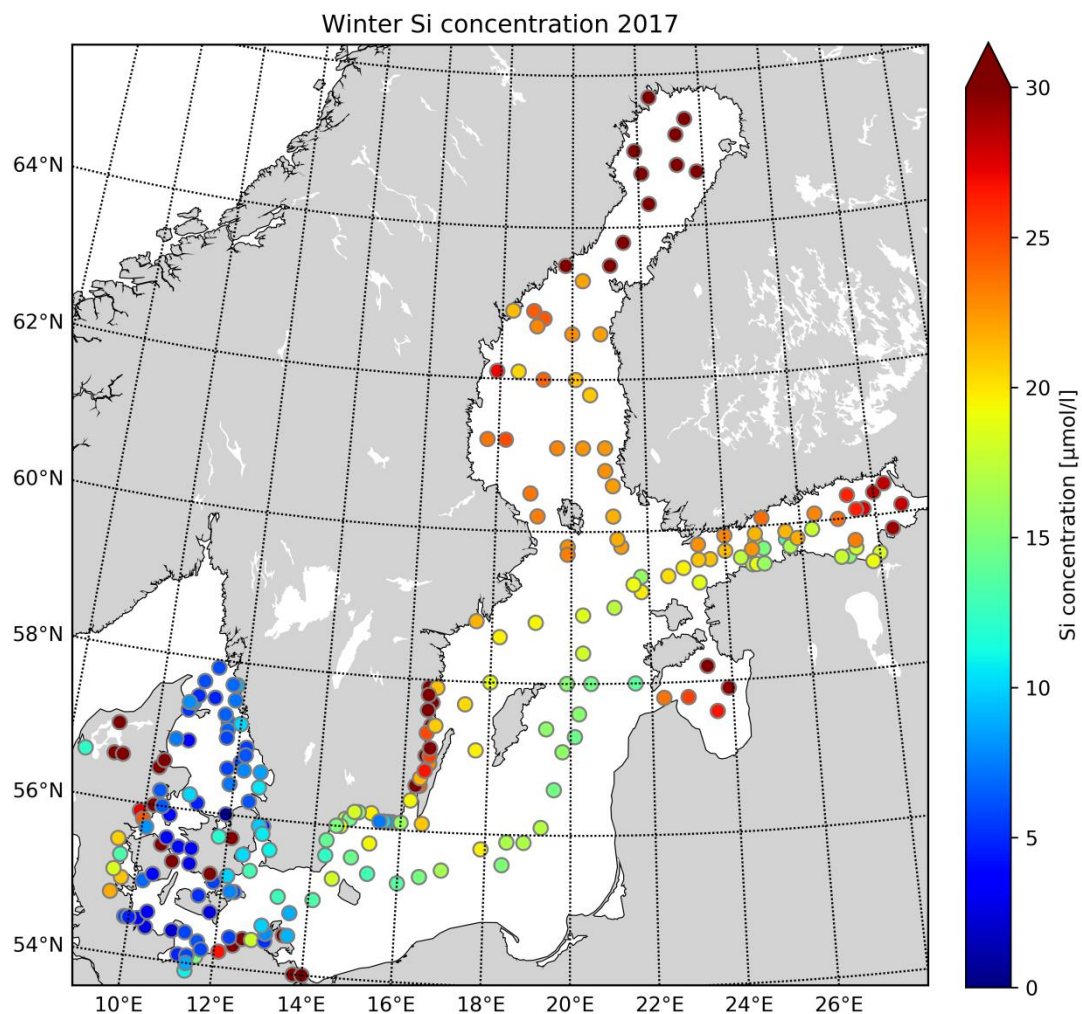 Winter Si concentration 2017
64°N
62°N
60°N
58°N
56°N
54°N
10°E 12°E 14°E 16°E 18°E 20°E 22°E 24°E 26°E
30
25
20
15
10
5
0
Si concentration [μmol/l]